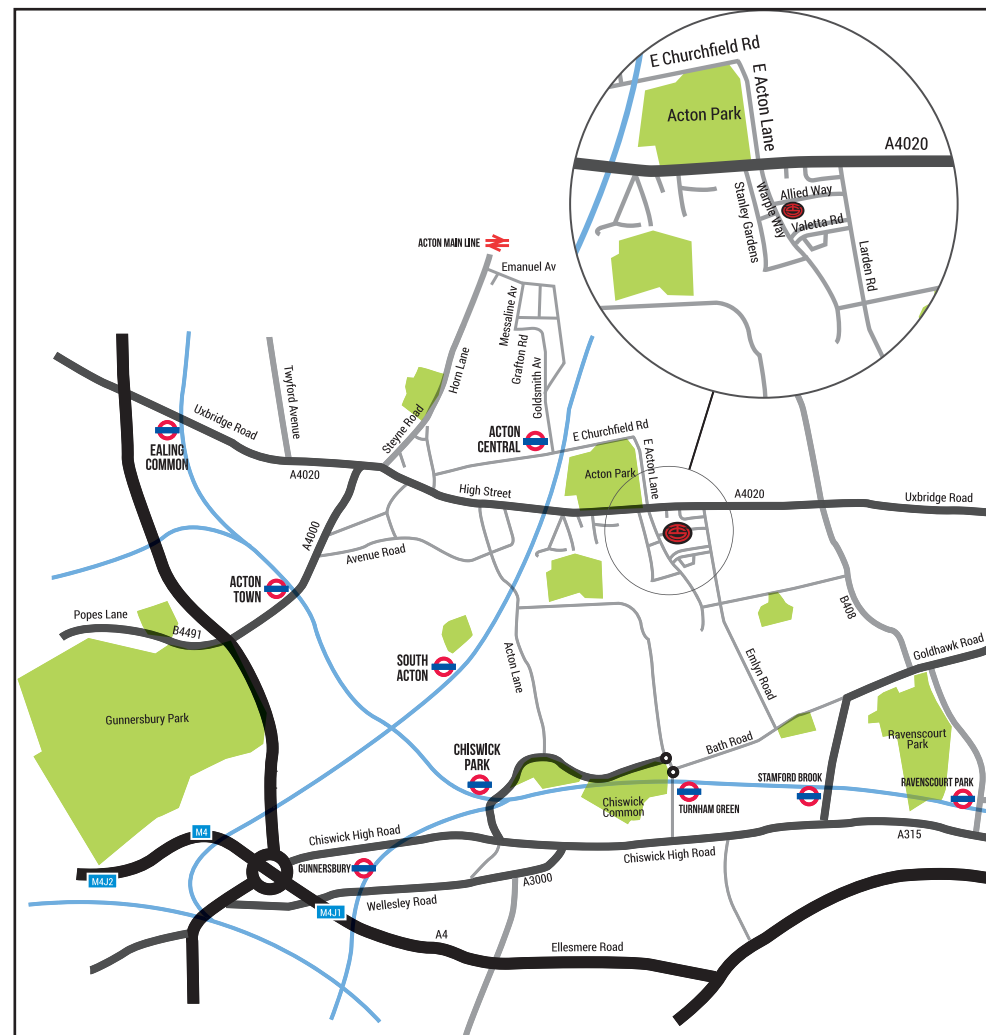 E Churchfield Rd
E Acton Lane
Acton Park
A4020
Stanley Gardens
Warple Way
Allied Way
Valetta Rd
Larden Rd
ACTON MAIN LINE
Emanuel Av
Messaline Av
Grafton Rd
Goldsmith Av
Horn Lane
Steyne Road
Twyford Avenue
Uxbridge Road
EALING
COMMON
A4020
ACTON
CENTRAL
E Churchfield Rd
E Acton Lane
Acton Park
High Street
A4020
Uxbridge Road
A4000
Avenue Road
ACTON
TOWN
Popes Lane
B4491
B408
Goldhawk Road
SOUTH
ACTON
Acton Lane
Emlyn Road
Gunnersbury Park
Ravenscourt
Park
Bath Road
CHISWICK
PARK
STAMFORD BROOK
RAVENSCOURT PARK
TURNHAM GREEN
Chiswick
Common
M4
Chiswick High Road
A315
Chiswick High Road
GUNNERSBURY
M4J2
A3000
Wellesley Road
M4J1
A4
Ellesmere Road